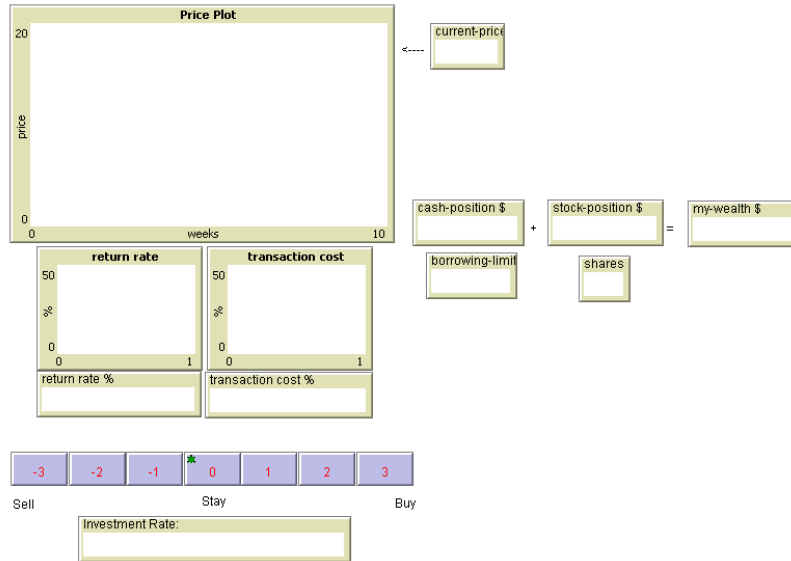 Price Plot
20
price
0
0 weeks 10
<---- current-price
cash-position $ + stock-position $ = my-wealth $
borrowing-limit shares
return rate
50
%
0
0 1
transaction cost
50
%
0
0 1
return rate %
transaction cost %
-3 -2 -1 * 0 1 2 3
Sell Stay Buy
Investment Rate: